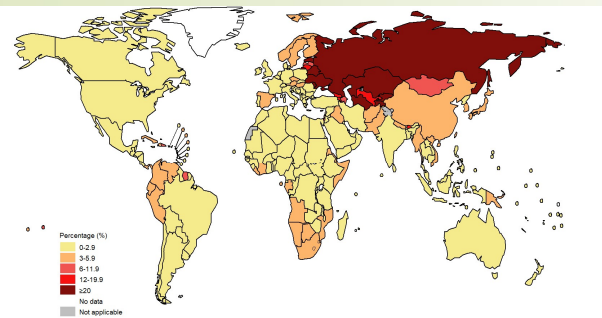 Percentage (%)
0-2.9
3-5.9
6-11.9
12-19.9
≥20
No data
Not applicable